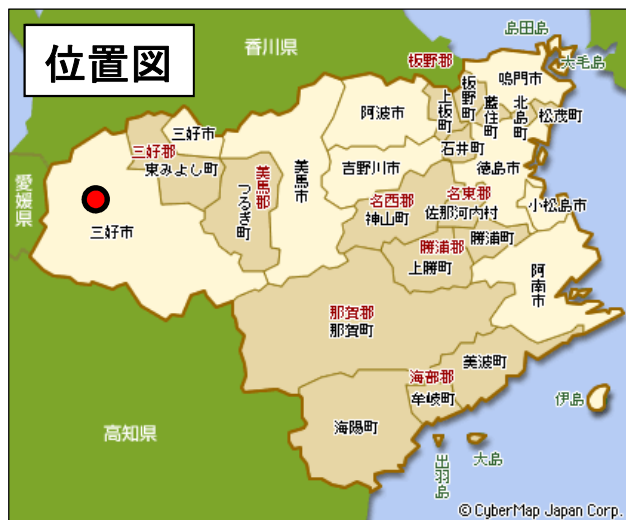 位置図
香川県
島田島
大毛島
板野郡
鳴門市
板野町
上板町
藍住町
北島町
松茂町
阿波市
三好市
三好郡
東みよし町
石井町
徳島市
吉野川市
美馬市
美馬郡
つるぎ町
愛媛県
名西郡
神山町
名東郡
佐那河内村
小松島市
三好市
勝浦郡
上勝町
勝浦町
阿南市
那賀郡
那賀町
美波町
海部郡
牟岐町
伊島
海陽町
高知県
出羽島
大島
© CyberMap Japan Corp.